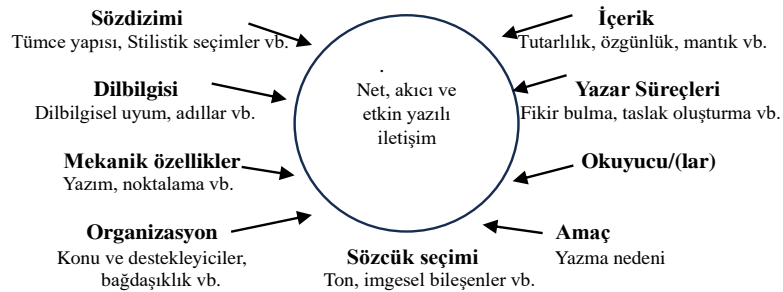 Sözdizimi
Tümce yapısı, Stilistik seçimler vb.
Dilbilgisi
Dilbilgisel uyum, adıllar vb.
Mekanik özellikler
Yazım, noktalama vb.
Organizasyon
Konu ve destekleyiciler,
bağdaşıklık vb.
.
Net, akıcı ve
etkin yazılı
iletişim
Sözcük seçimi
Ton, imgesel bileşenler vb.
İçerik
Tutarlılık, özgünlük, mantık vb.
Yazar Süreçleri
Fikir bulma, taslak oluşturma vb.
Okuyucu/(lar)
Amaç
Yazma nedeni